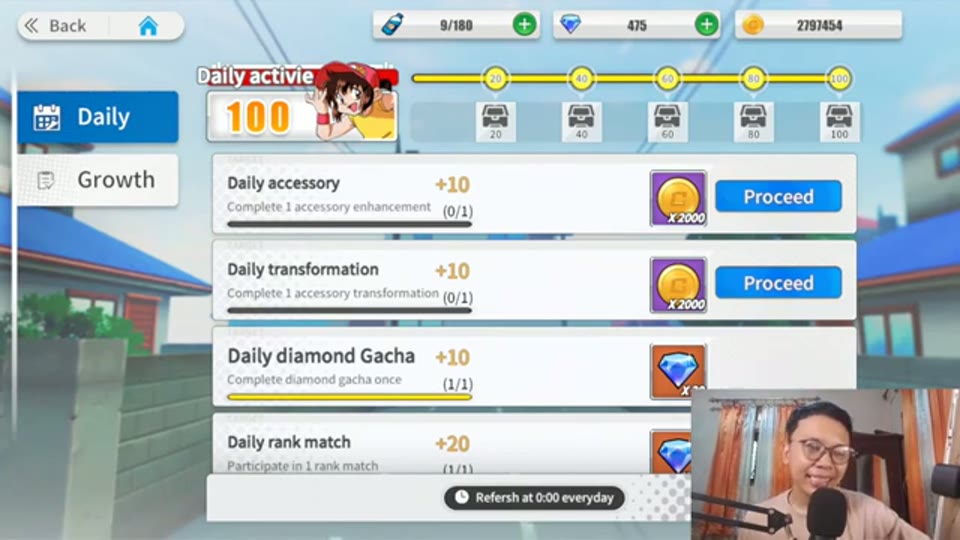 Back
9/180
475
2797454
Daily activie
100
20 40 60 80 100
20 40 60 80 100
Daily
Growth
Daily accessory +10
Complete 1 accessory enhancement (0/1)
X2000
Proceed
Daily transformation +10
Complete 1 accessory transformation (0/1)
X2000
Proceed
Daily diamond Gacha +10
Complete diamond gacha once (1/1)
Daily rank match +20
Participate in 1 rank match (1/1)
Refersh at 0:00 everyday